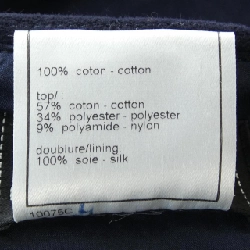 100% coton - cotton
top/
57% coton - cotton
34% polyester - polyester
9% polyamide - nylon
doublure/lining
100% soie - silk